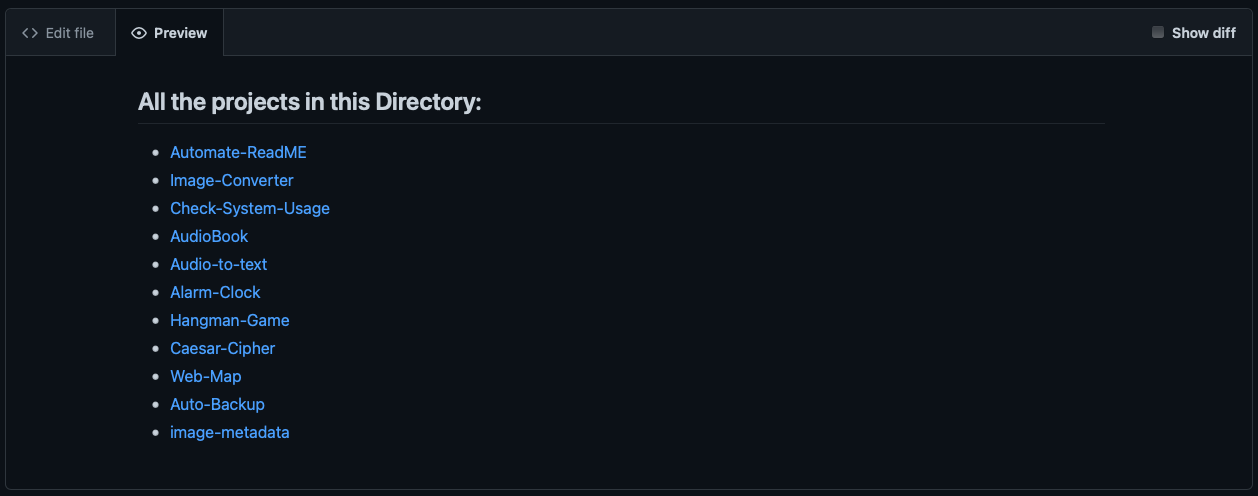 Edit file
Preview
Show diff
All the projects in this Directory:
Automate-ReadME
Image-Converter
Check-System-Usage
AudioBook
Audio-to-text
Alarm-Clock
Hangman-Game
Caesar-Cipher
Web-Map
Auto-Backup
image-metadata